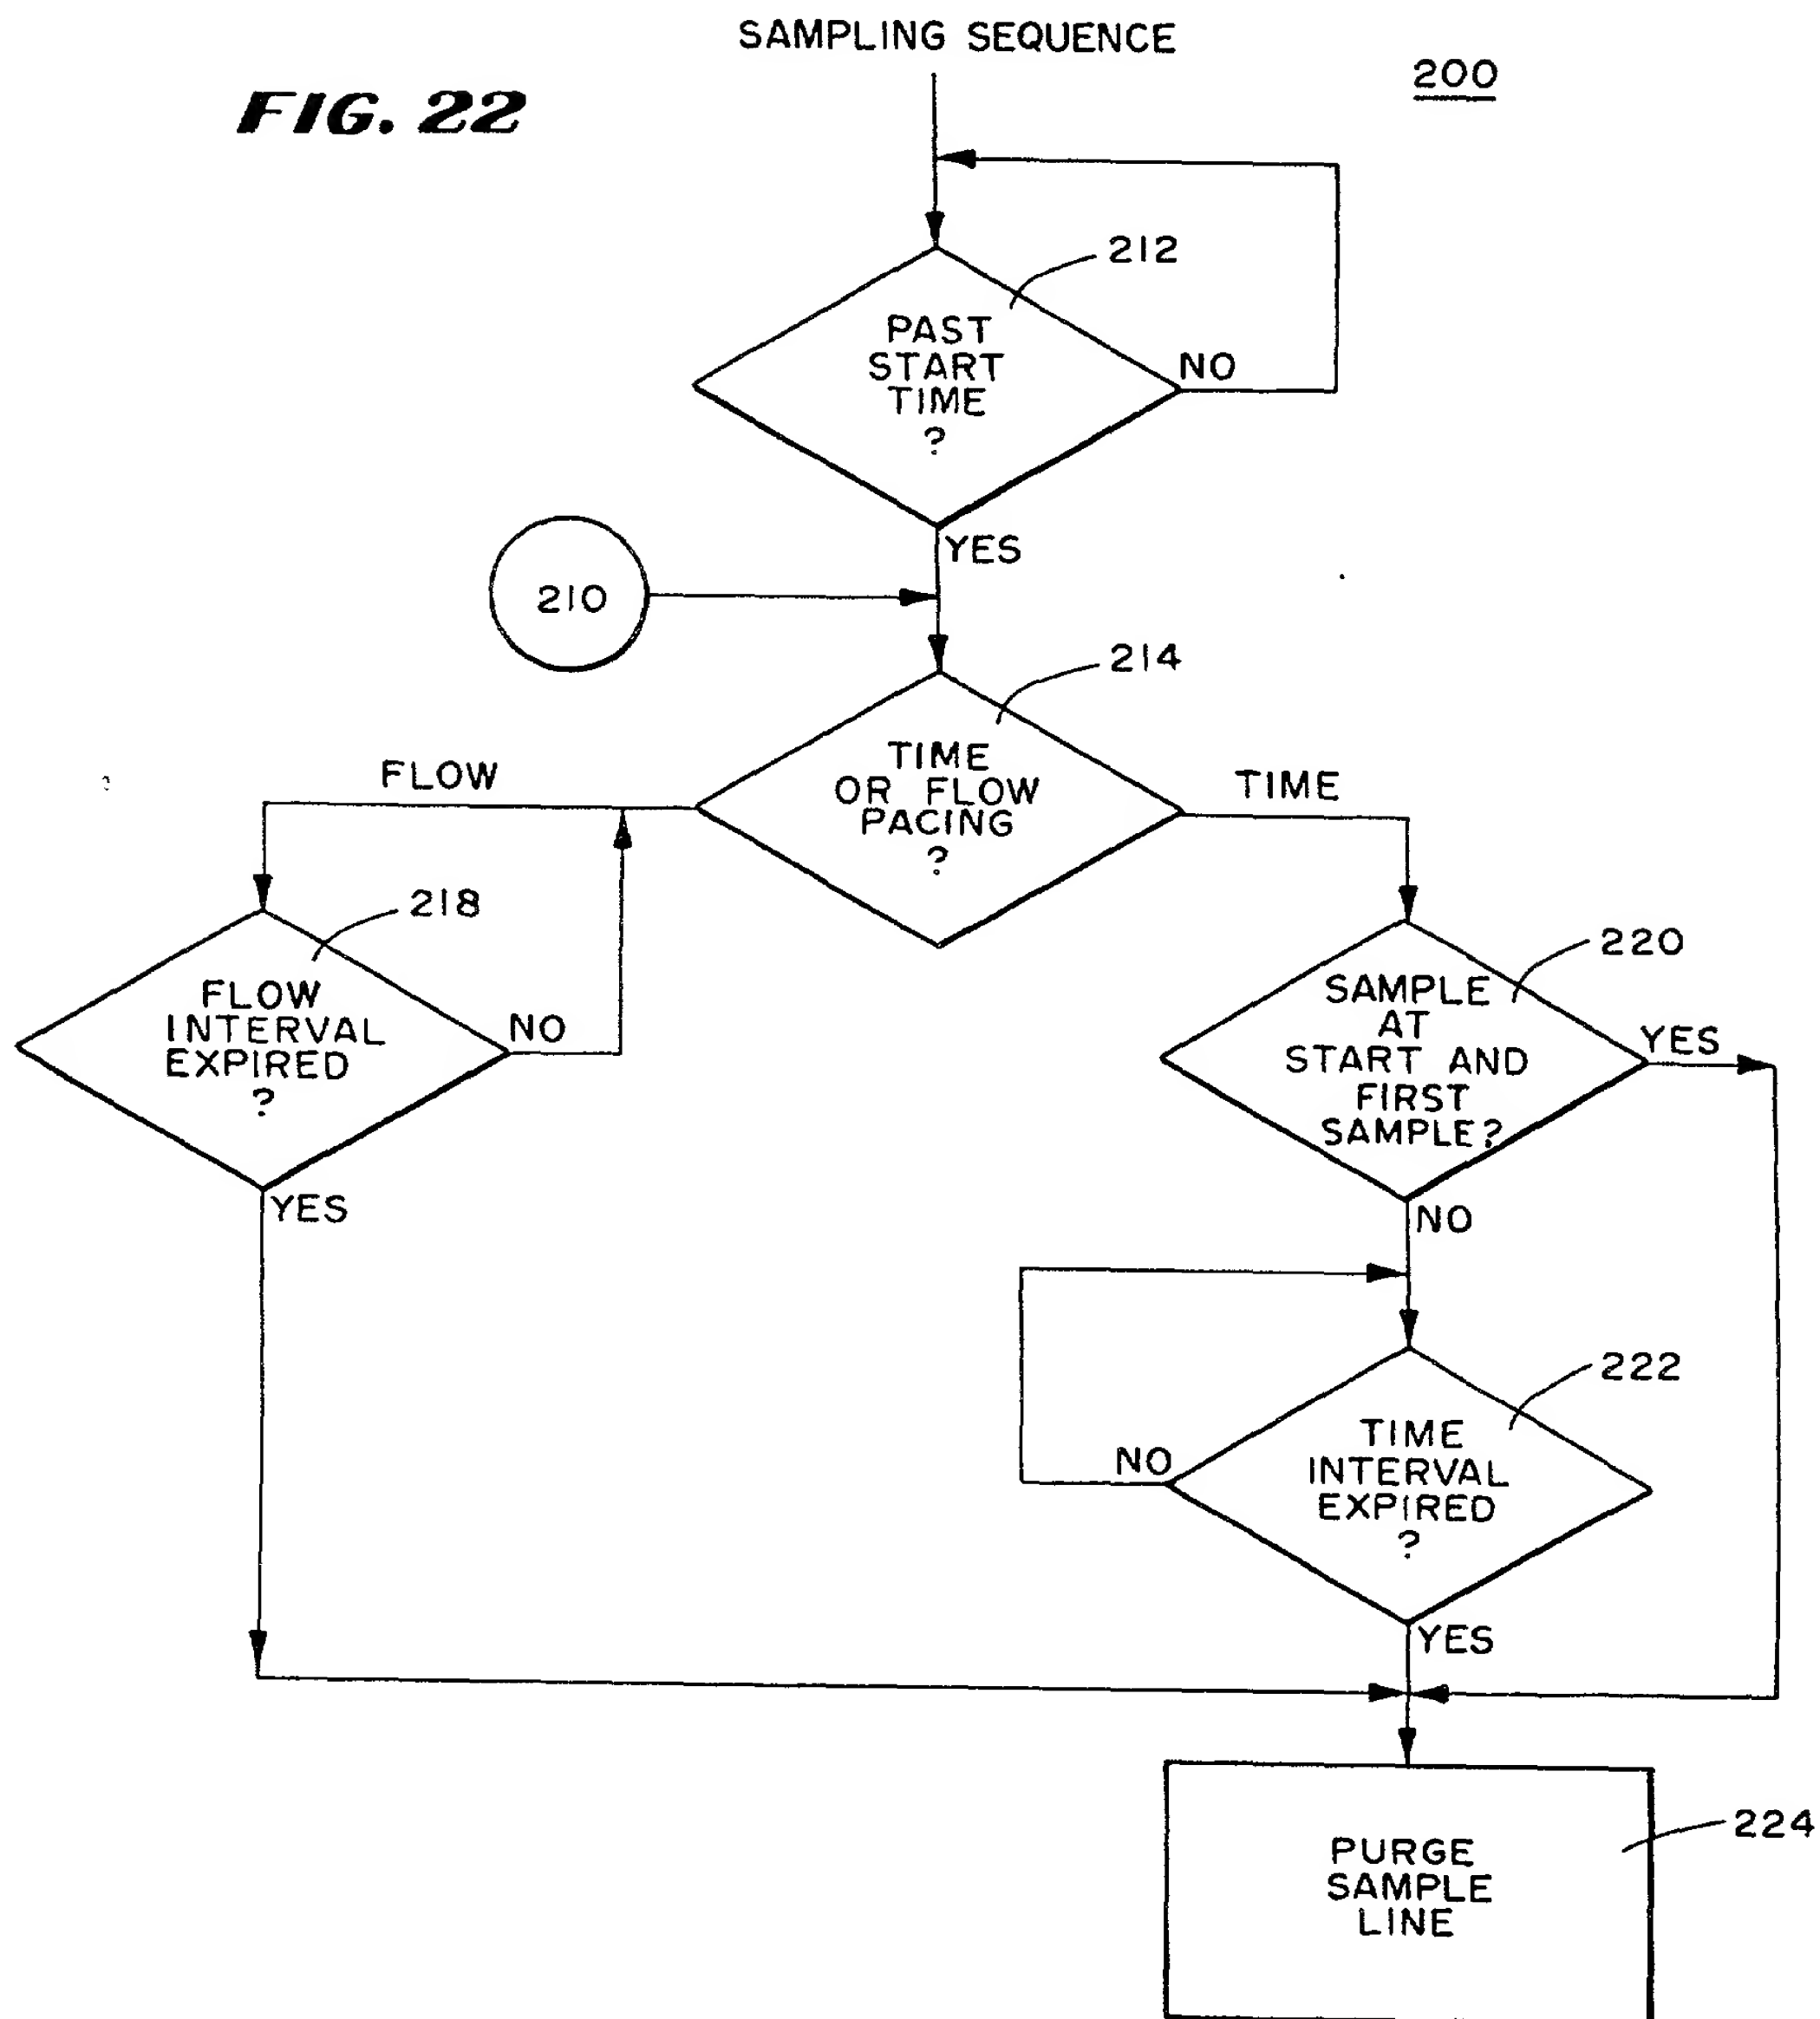 SAMPLING SEQUENCE
200
FIG. 22
212
PAST
START
TIME
?
NO
YES
210
214
TIME
OR FLOW
PACING
?
FLOW
TIME
218
FLOW
INTERVAL
EXPIRED
?
NO
YES
220
SAMPLE
AT
START AND
FIRST
SAMPLE?
YES
NO
222
TIME
INTERVAL
EXPIRED
?
NO
YES
224
PURGE
SAMPLE
LINE